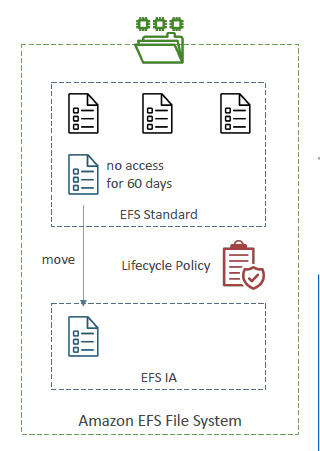 no access
for 60 days
EFS Standard
move
Lifecycle Policy
EFS IA
Amazon EFS File System